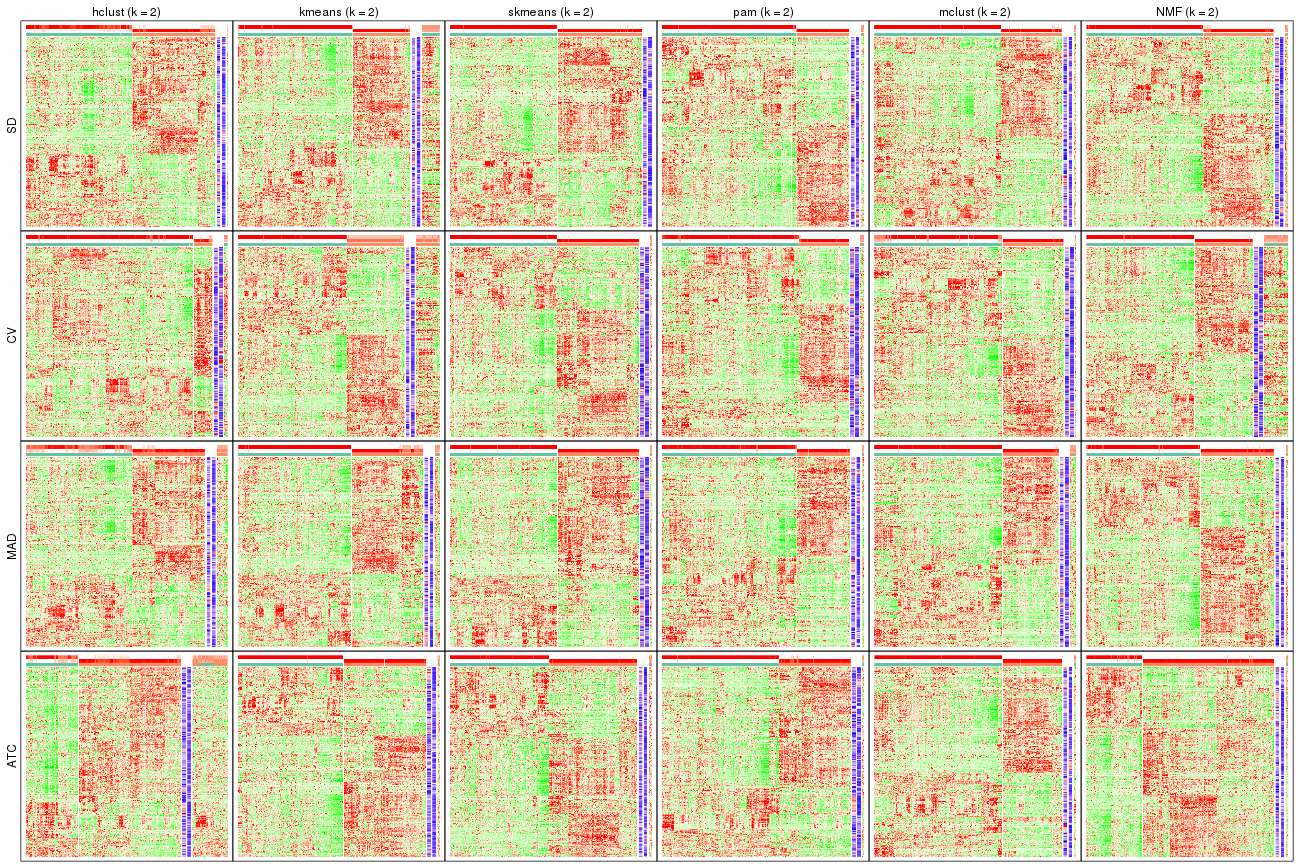 hclust (k = 2) kmeans (k = 2) skmeans (k = 2) pam (k = 2) mclust (k = 2) NMF (k = 2)
SD
CV
MAD
ATC